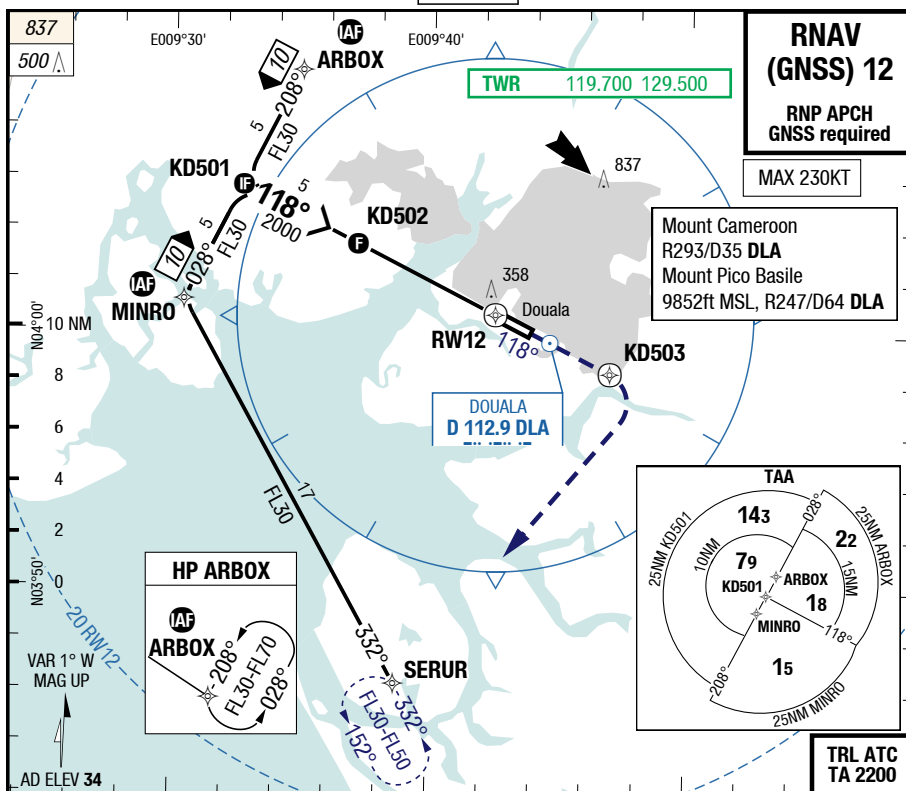 837
500
E009°30'
IAF
ARBOX
E009°40'
RNAV
(GNSS) 12
RNP APCH
GNSS required
TWR 119.700 129.500
MAX 230KT
10
208°
5
FL30
KD501
IF
118°
5
2000
KD502
F
837
Mount Cameroon
R293/D35 DLA
Mount Pico Basile
9852ft MSL, R247/D64 DLA
10
028°
5
FL30
IAF
MINRO
358
Douala
RW12
118°
KD503
N04°00'
10 NM
8
6
4
2
0
N03°50'
DOUALA
D 112.9 DLA
17
FL30
TAA
25NM KD501
143
028°
22
25NM ARBOX
10NM
79
15NM
KD501
ARBOX
18
MINRO
118°
208°
15
25NM MINRO
HP ARBOX
IAF
ARBOX
208°
FL30-FL70
028°
20 RW12
332°
SERUR
332°
FL30-FL50
152°
VAR 1° W
MAG UP
AD ELEV 34
TRL ATC
TA 2200